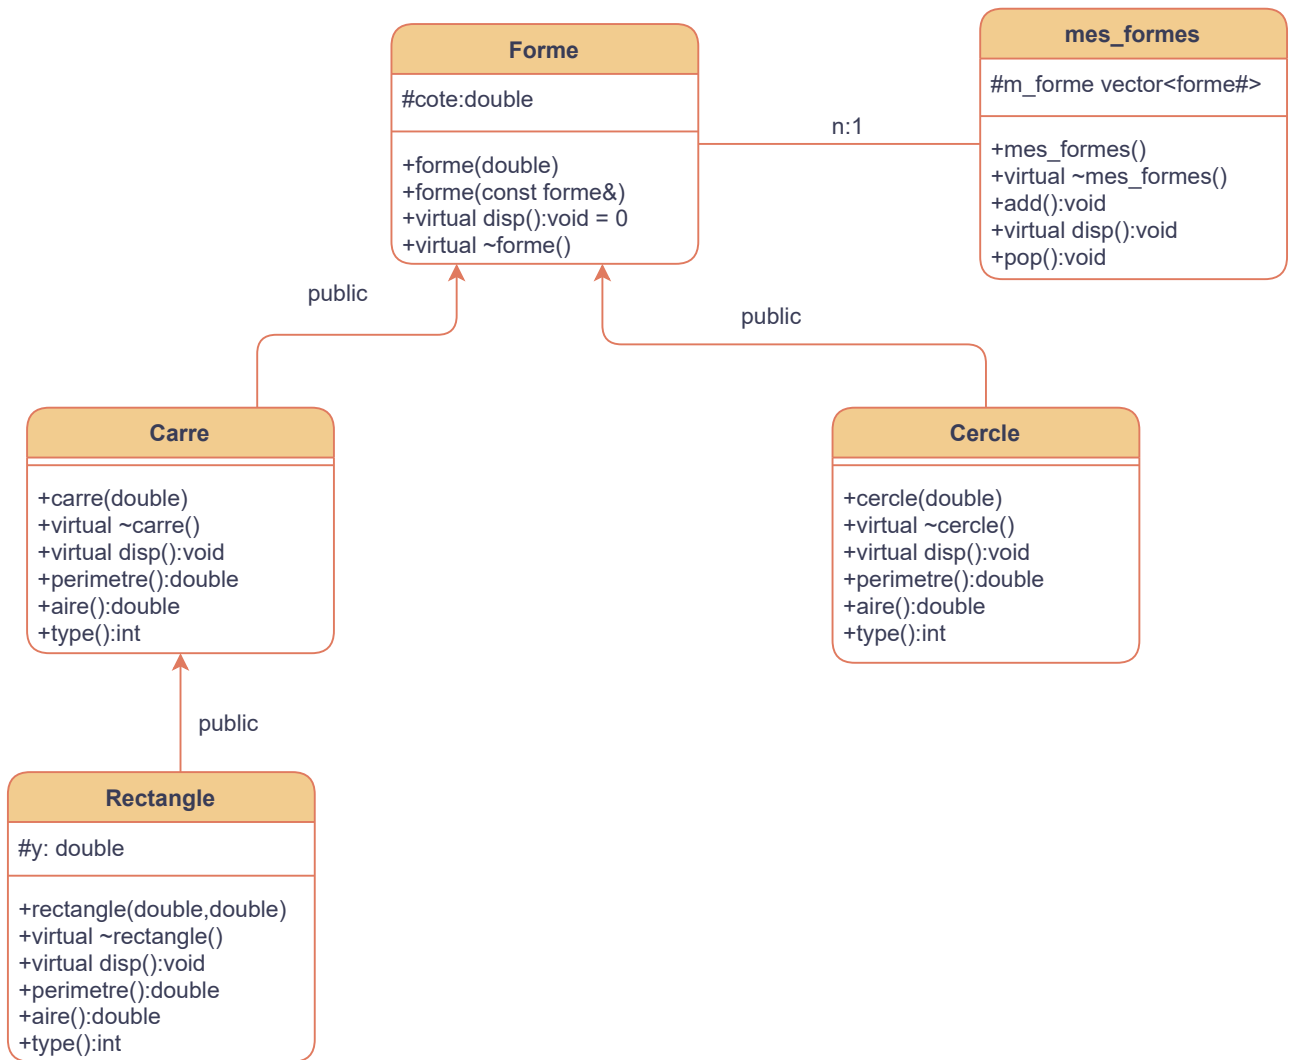 Forme
#cote:double
+forme(double)
+forme(const forme&)
+virtual disp():void = 0
+virtual ~forme()
n:1
mes_formes
#m_forme vector<forme#>
+mes_formes()
+virtual ~mes_formes()
+add():void
+virtual disp():void
+pop():void
public
public
Carre
+carre(double)
+virtual ~carre()
+virtual disp():void
+perimetre():double
+aire():double
+type():int
Cercle
+cercle(double)
+virtual ~cercle()
+virtual disp():void
+perimetre():double
+aire():double
+type():int
public
Rectangle
#y: double
+rectangle(double,double)
+virtual ~rectangle()
+virtual disp():void
+perimetre():double
+aire():double
+type():int